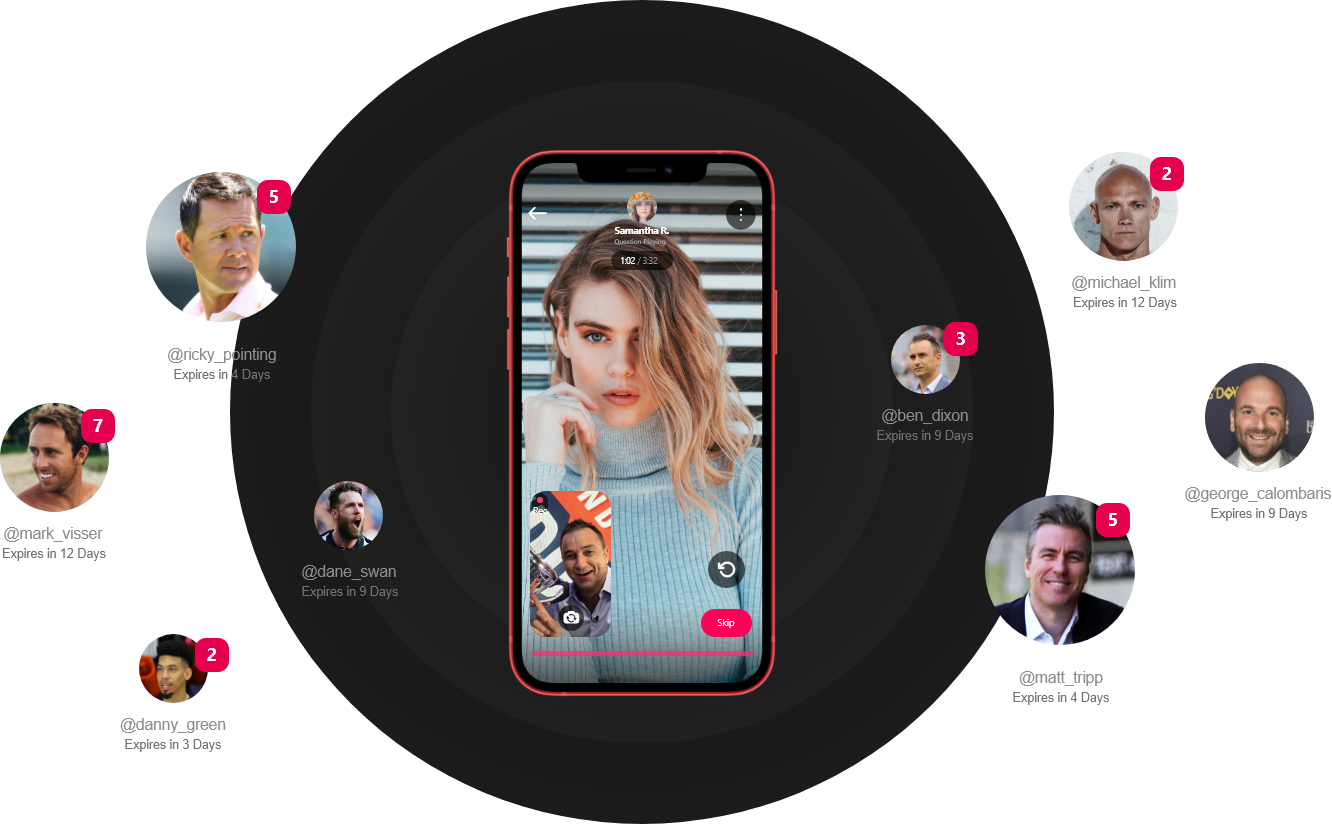 5
@ricky_pointing
Expires in 4 Days
7
@mark_visser
Expires in 12 Days
@dane_swan
Expires in 9 Days
2
@danny_green
Expires in 3 Days
Samantha R.
Question Playing
1:02 / 3:32
Rec
Skip
2
@michael_klim
Expires in 12 Days
3
@ben_dixon
Expires in 9 Days
G'DAY
@george_calombaris
Expires in 9 Days
5
@matt_tripp
Expires in 4 Days